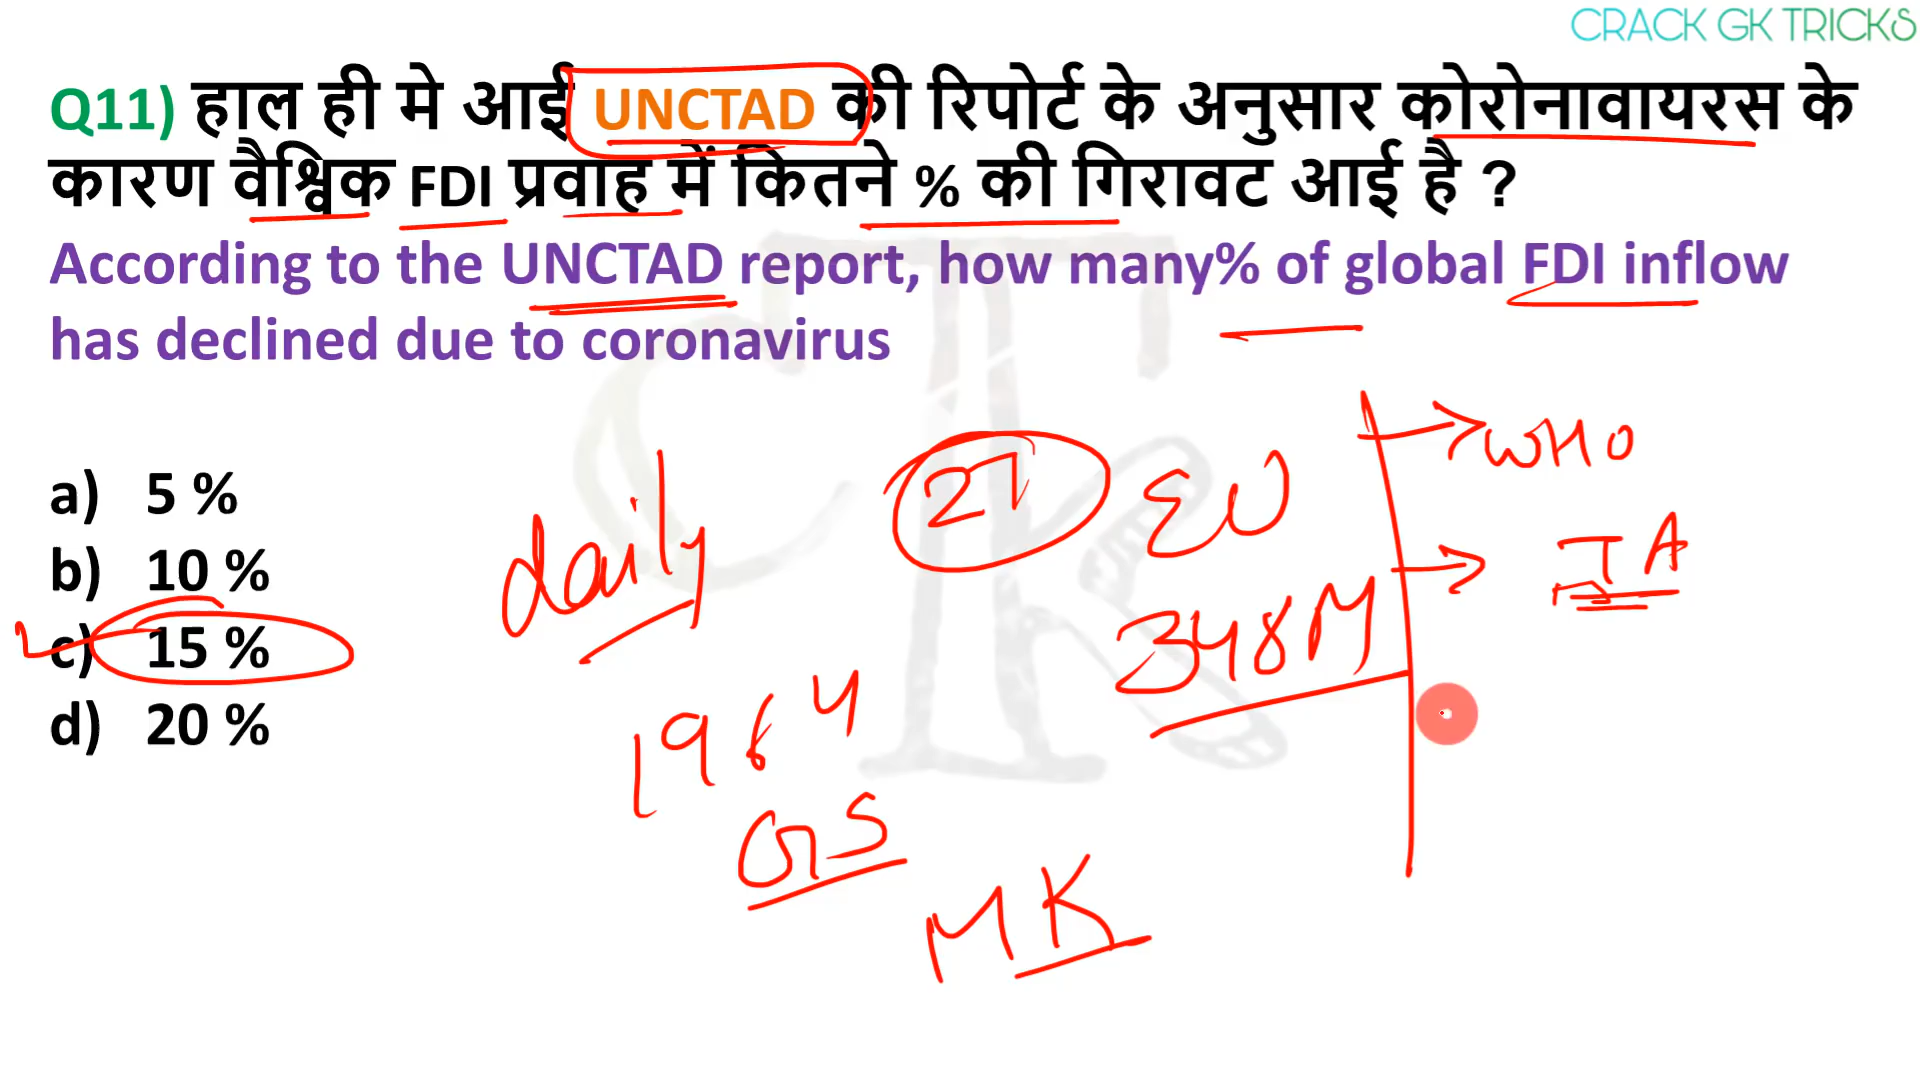 CRACK GK TRICKS
Q11) हाल ही मे आई UNCTAD की रिपोर्ट के अनुसार कोरोनावायरस के
कारण वैश्विक FDI प्रवाह में कितने % की गिरावट आई है ?
According to the UNCTAD report, how many% of global FDI inflow
has declined due to coronavirus
a) 5 %
b) 10 %
c) 15 %
d) 20 %
daily
27 EU
348M
WHO
TA
1964
GS
MK